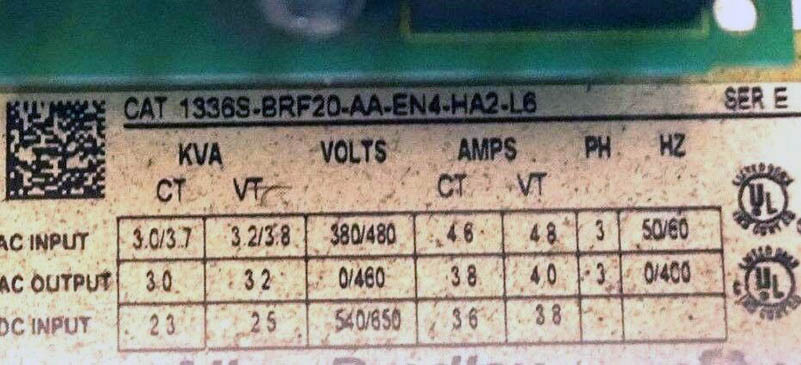 CAT 1336S-BRF20-AA-EN4-HA2-L6 SER E
KVA VOLTS AMPS PH HZ
CT VT CT VT
AC INPUT 3.0/3.7 3.2/3.8 380/480 4.6 4.8 3 50/60
AC OUTPUT 3.0 3.2 0/460 3.8 4.0 3 0/400
DC INPUT 2.3 2.5 540/650 3.6 3.8
UL
UL